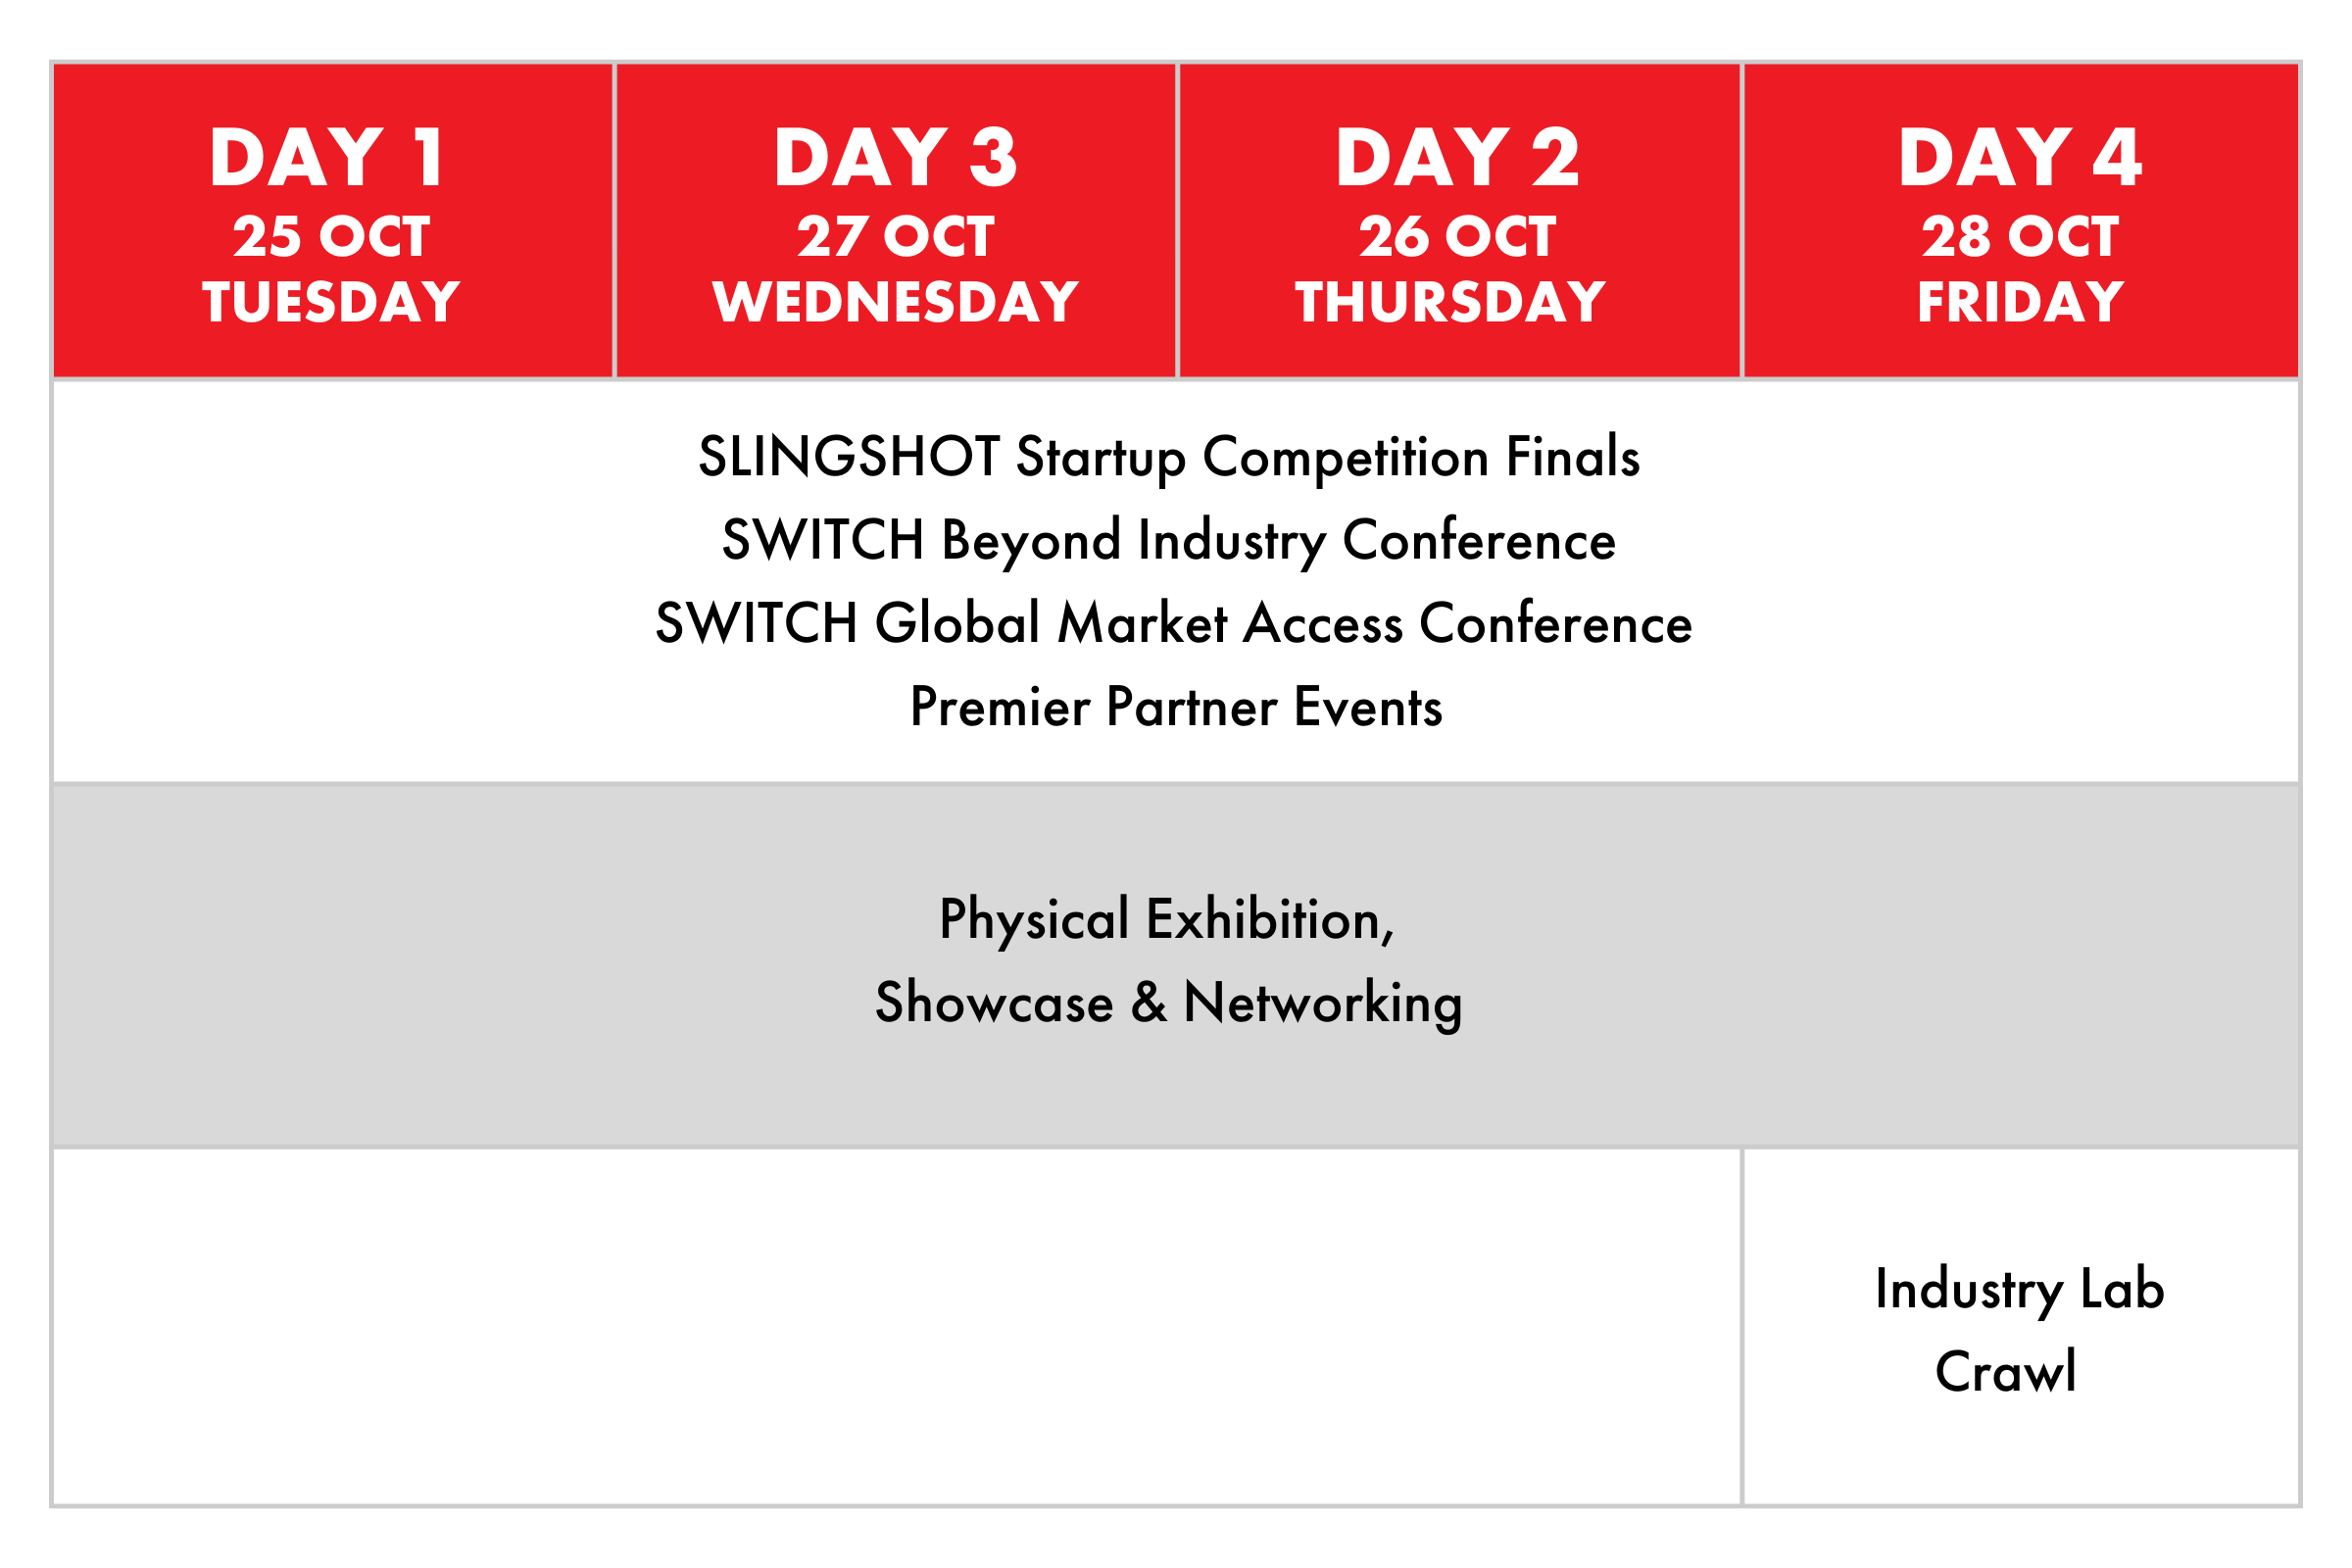 DAY 1
25 OCT
TUESDAY
DAY 3
27 OCT
WEDNESDAY
DAY 2
26 OCT
THURSDAY
DAY 4
28 OCT
FRIDAY
SLINGSHOT Startup Competition Finals
SWITCH Beyond Industry Conference
SWITCH Global Market Access Conference
Premier Partner Events
Physical Exhibition,
Showcase & Networking
Industry Lab
Crawl